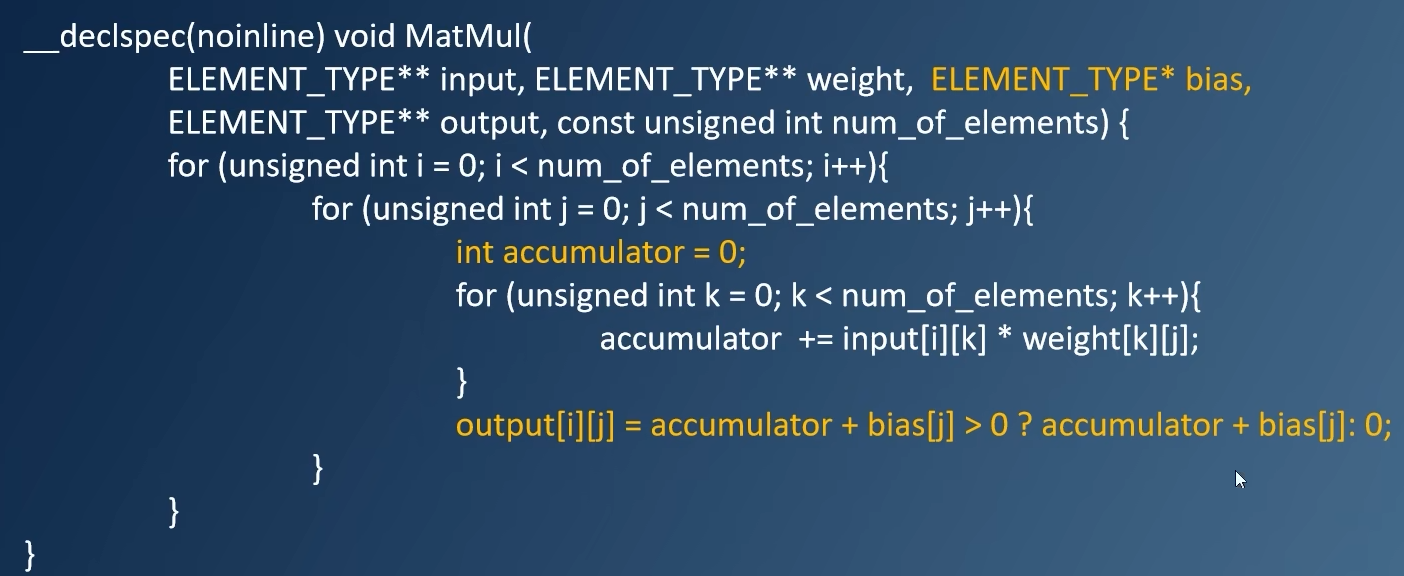 __declspec(noinline) void MatMul(
ELEMENT_TYPE** input, ELEMENT_TYPE** weight, ELEMENT_TYPE* bias,
ELEMENT_TYPE** output, const unsigned int num_of_elements) {
for (unsigned int i = 0; i < num_of_elements; i++){
for (unsigned int j = 0; j < num_of_elements; j++){
int accumulator = 0;
for (unsigned int k = 0; k < num_of_elements; k++){
accumulator += input[i][k] * weight[k][j];
}
output[i][j] = accumulator + bias[j] > 0 ? accumulator + bias[j]: 0;
}
}
}